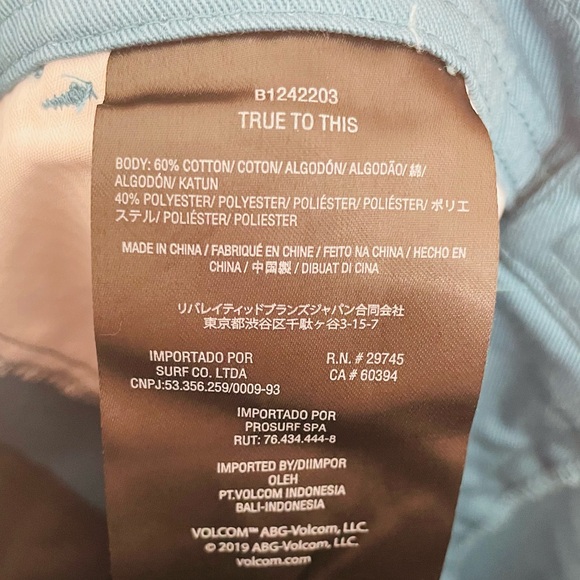 B1242203
TRUE TO THIS
BODY: 60% COTTON/ COTON/ ALGODÓN/ ALGODÃO/ 綿/
ALGODÓN/ KATUN
40% POLYESTER/ POLYESTER/ POLIÉSTER/ POLIÉSTER/ ポリエ
ステル/ POLIÉSTER/ POLIESTER
MADE IN CHINA / FABRIQUÉ EN CHINE / FEITO NA CHINA / HECHO EN
CHINA / 中国製 / DIBUAT DI CINA
リバレイティッドブランズジャパン合同会社
東京都渋谷区千駄ヶ谷3-15-7
IMPORTADO POR
SURF CO. LTDA
CNPJ:53.356.259/0009-93
R.N. # 29745
CA # 60394
IMPORTADO POR
PROSURF SPA
RUT: 76.434.444-8
IMPORTED BY/DIIMPOR
OLEH
PT.VOLCOM INDONESIA
BALI-INDONESIA
VOLCOM™ ABG-Volcom, LLC.
© 2019 ABG-Volcom, LLC.
volcom.com